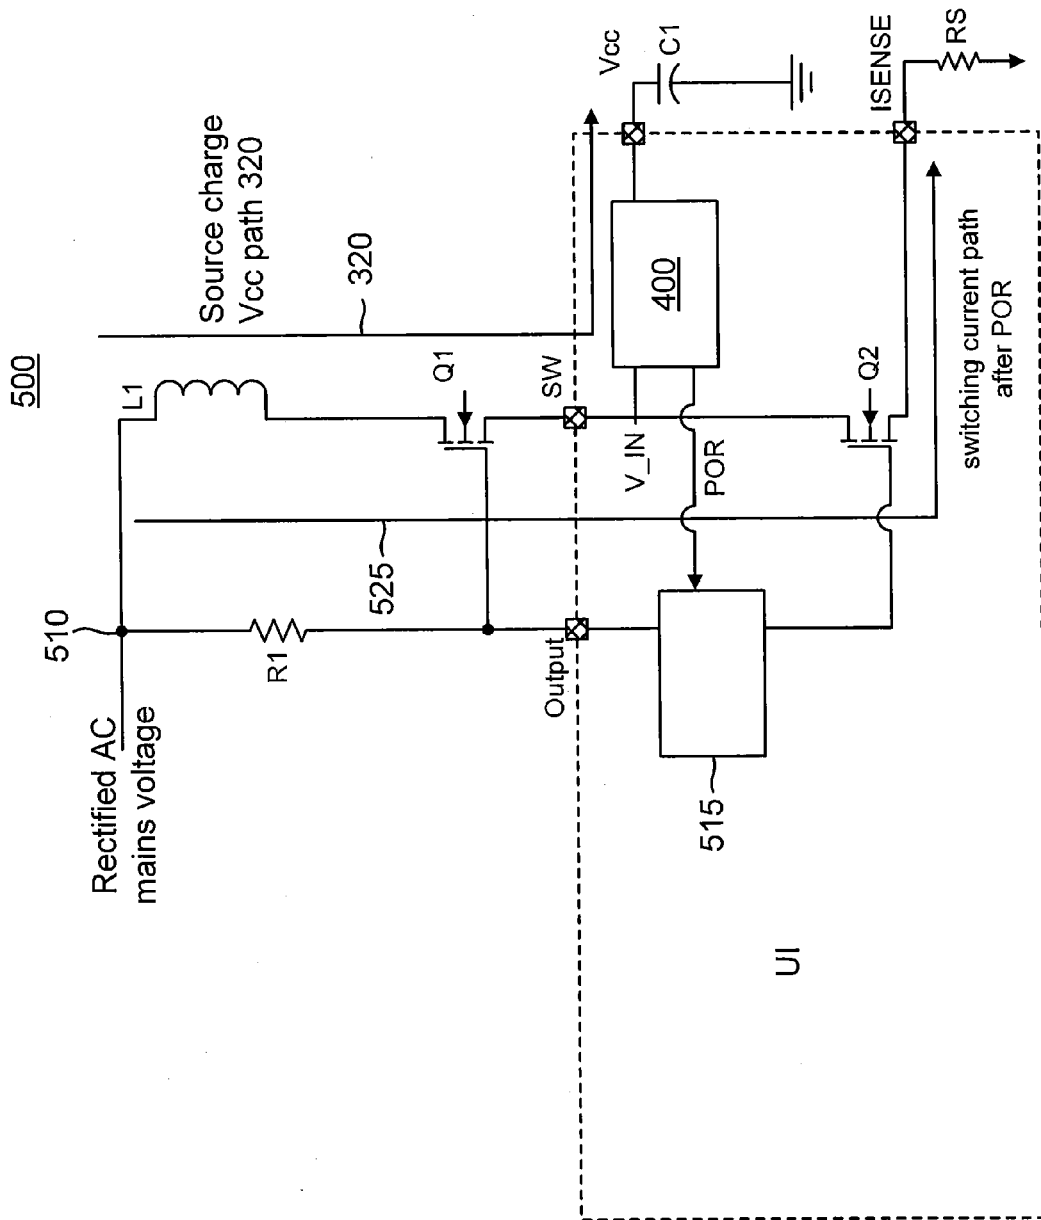 500
Rectified AC
mains voltage
510
R1
525
L1
Source charge
Vcc path 320
320
Q1
SW
Output
V_IN
POR
400
Vcc
C1
515
Q2
ISENSE
RS
switching current path
after POR
UI